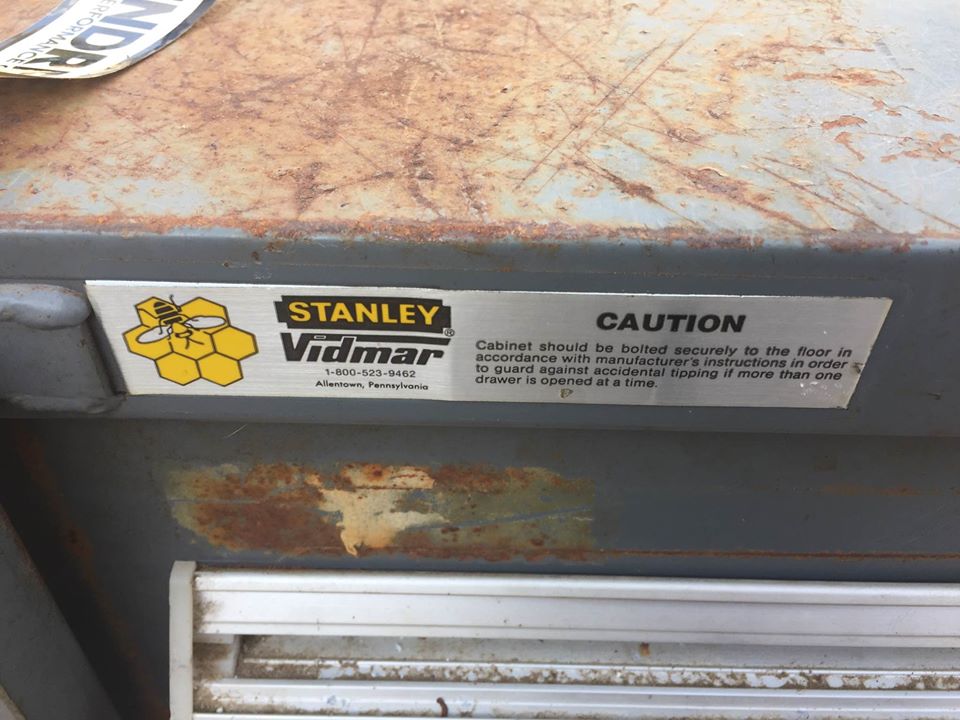 PERFORMANCE
STANLEY
Vidmar®
1-800-523-9462
Allentown, Pennsylvania
CAUTION
Cabinet should be bolted securely to the floor in
accordance with manufacturer's instructions in order
to guard against accidental tipping if more than one
drawer is opened at a time.